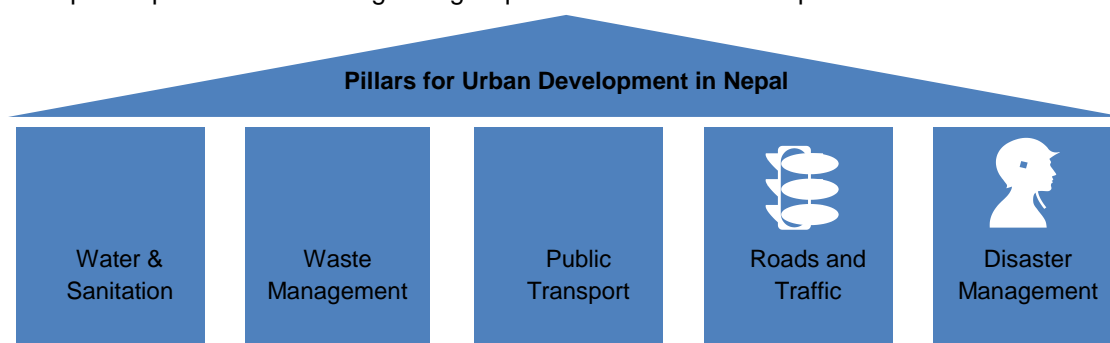 Pillars for Urban Development in Nepal
Water &
Sanitation
Waste
Management
Public
Transport
Roads and
Traffic
Disaster
Management